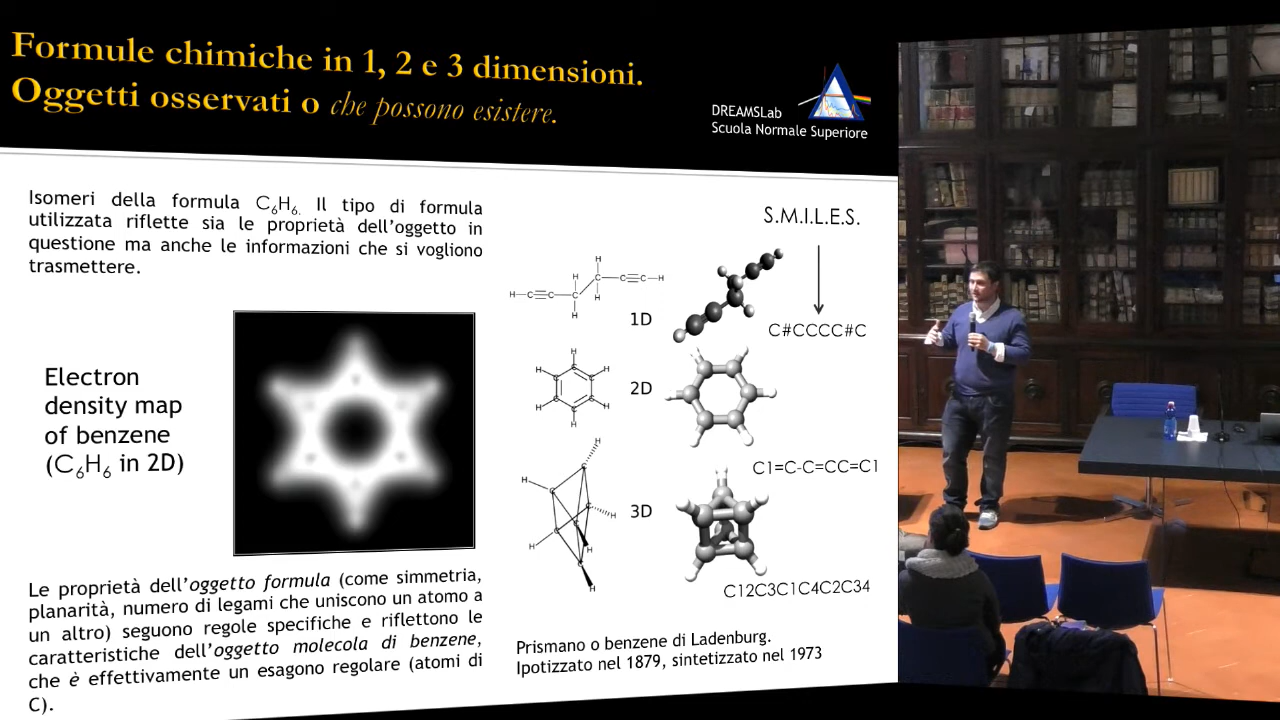 Formule chimiche in 1, 2 e 3 dimensioni.
Oggetti osservati o che possono esistere.
DREAMSLab
Scuola Normale Superiore
Isomeri della formula C₆H₆. Il tipo di formula
utilizzata riflette sia le proprietà dell'oggetto in
questione ma anche le informazioni che si vogliono
trasmettere.
Electron
density map
of benzene
(C₆H₆ in 2D)
Le proprietà dell'oggetto formula (come simmetria,
planarità, numero di legami che uniscono un atomo a
un altro) seguono regole specifiche e riflettono le
caratteristiche dell'oggetto molecola di benzene,
che è effettivamente un esagono regolare (atomi di
C).
S.M.I.L.E.S.
H C C C C C C H
H H H H
1D
C#CCCC#C
H H H H H H
C C C C C C
2D
C1=C-C=CC=C1
H H H H H H
C C C C C C
3D
C12C3C1C4C2C34
Prismano o benzene di Ladenburg.
Ipotizzato nel 1879, sintetizzato nel 1973